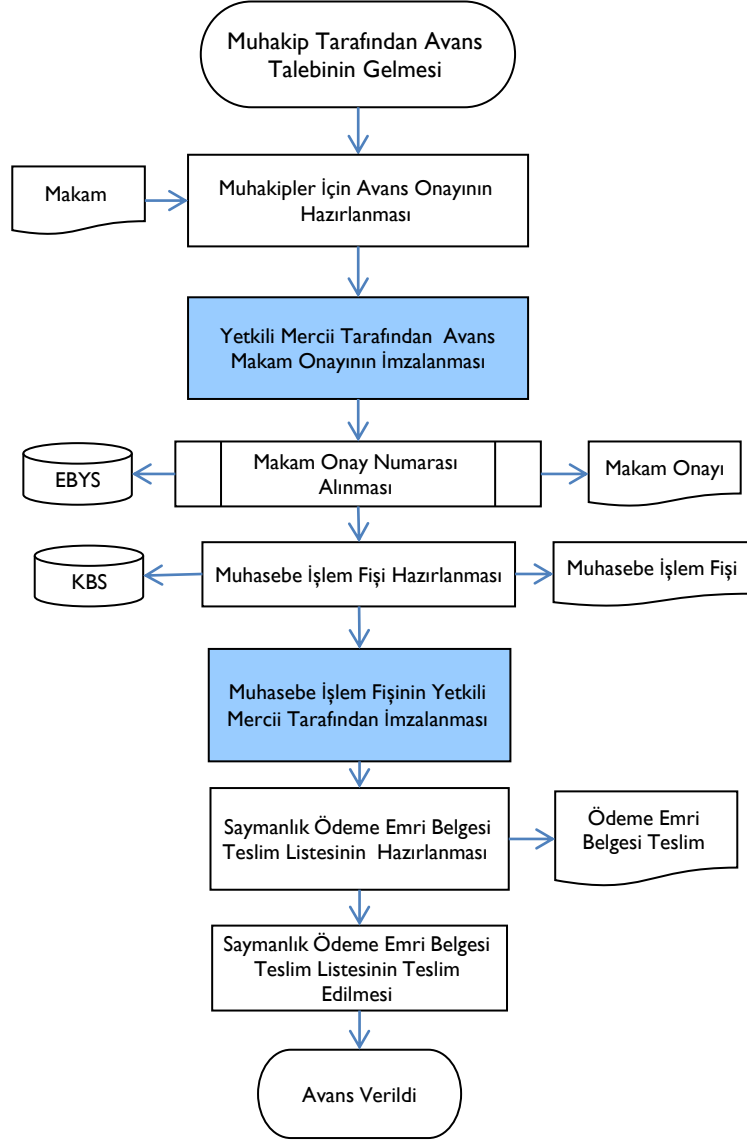 Muhakip Tarafından Avans
Talebinin Gelmesi
Makam
Muhakipler İçin Avans Onayının
Hazırlanması
Yetkili Mercii Tarafından Avans
Makam Onayının İmzalanması
EBYS
Makam Onay Numarası
Alınması
Makam Onayı
KBS
Muhasebe İşlem Fişi Hazırlanması
Muhasebe İşlem Fişi
Muhasebe İşlem Fişinin Yetkili
Mercii Tarafından İmzalanması
Saymanlık Ödeme Emri Belgesi
Teslim Listesinin Hazırlanması
Ödeme Emri
Belgesi Teslim
Saymanlık Ödeme Emri Belgesi
Teslim Listesinin Teslim
Edilmesi
Avans Verildi